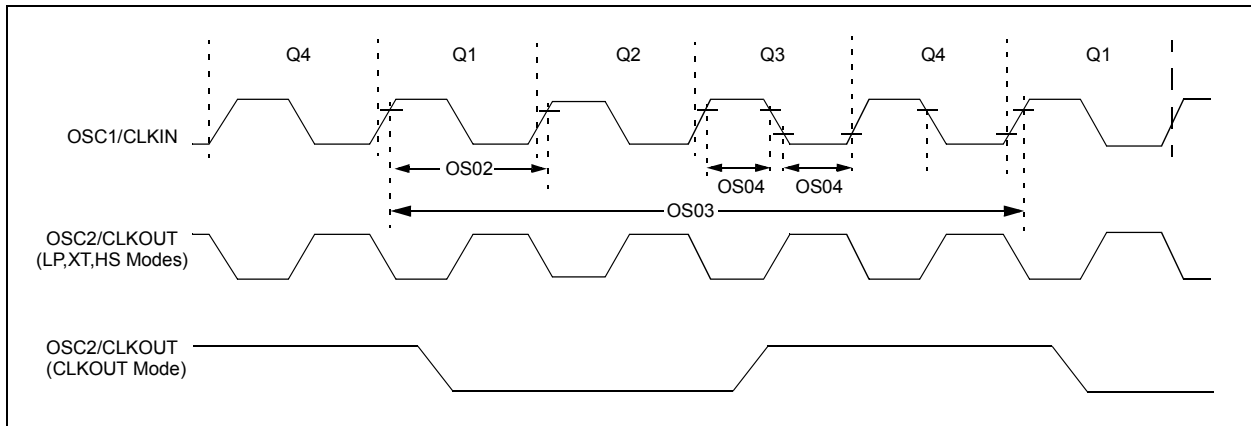 Q4 Q1 Q2 Q3 Q4 Q1
OSC1/CLKIN
OS02
OS04 OS04
OS03
OSC2/CLKOUT
(LP,XT,HS Modes)
OSC2/CLKOUT
(CLKOUT Mode)